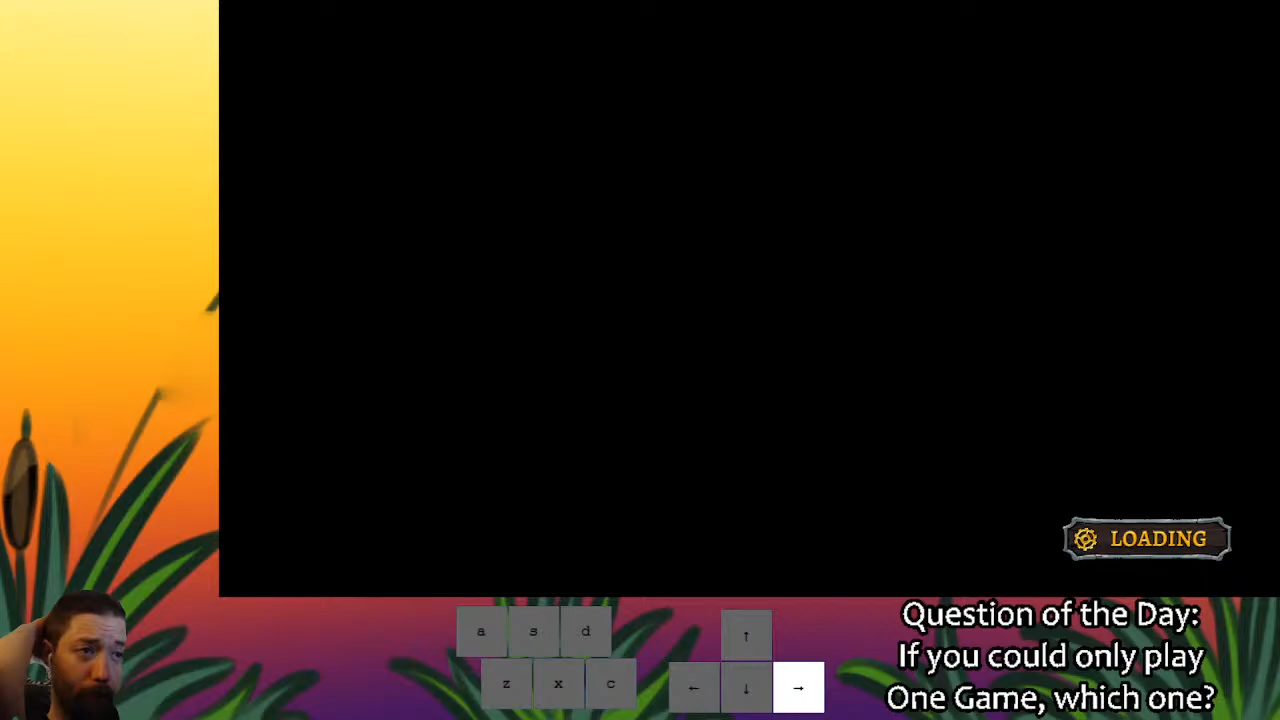 LOADING
a s d
z x c
↑
← ↓ →
Question of the Day:
If you could only play
One Game, which one?